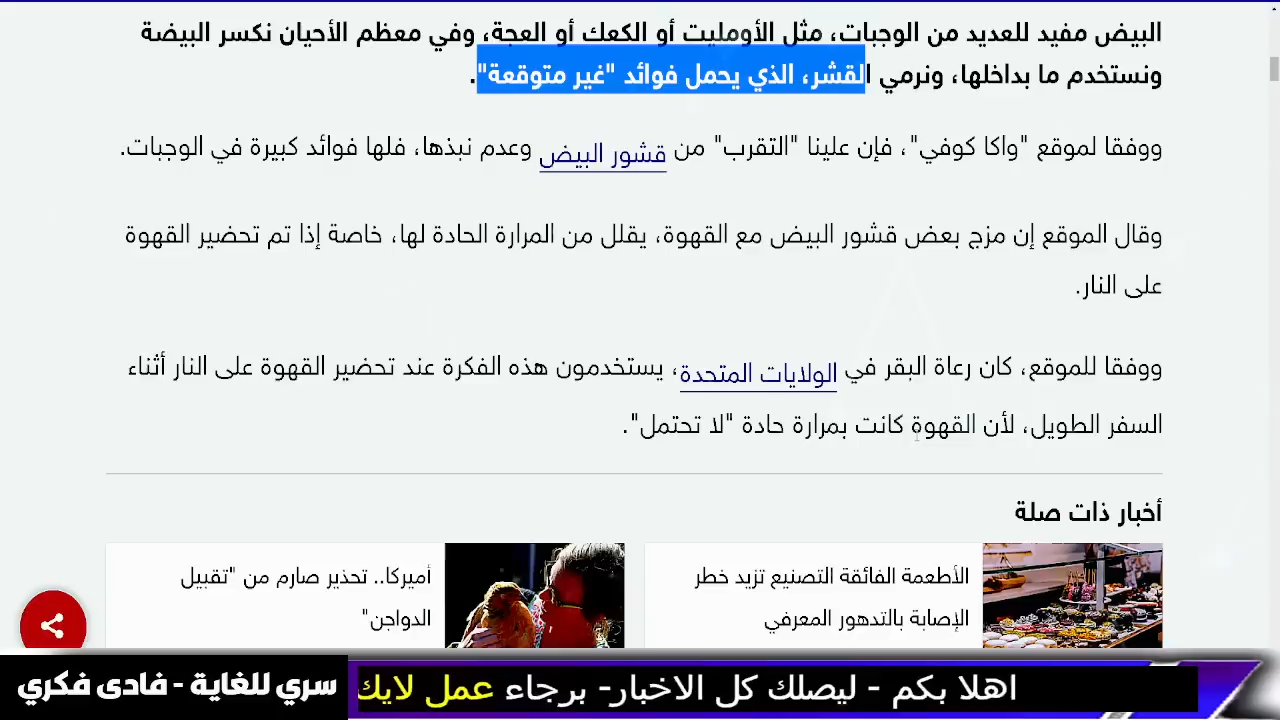 البيض مفيد للعديد من الوجبات، مثل الأومليت أو الكعك أو العجة، وفي معظم الأحيان نكسر البيضة
ونستخدم ما بداخلها، ونرمي القشر، الذي يحمل فوائد "غير متوقعة".
ووفقا لموقع "واكا كوفي"، فإن علينا "التقرب" من قشور البيض وعدم نبذها، فلها فوائد كبيرة في الوجبات.
وقال الموقع إن مزج بعض قشور البيض مع القهوة، يقلل من المرارة الحادة لها، خاصة إذا تم تحضير القهوة
على النار.
ووفقا للموقع، كان رعاة البقر في الولايات المتحدة، يستخدمون هذه الفكرة عند تحضير القهوة على النار أثناء
السفر الطويل، لأن القهوة كانت بمرارة حادة "لا تحتمل".
أخبار ذات صلة
الأطعمة الفائقة التصنيع تزيد خطر
الإصابة بالتدهور المعرفي
أميركا.. تحذير صارم من "تقبيل
الدواجن"
اهلا بكم - ليصلك كل الاخبار- برجاء عمل لايك
سري للغاية - فادى فكري